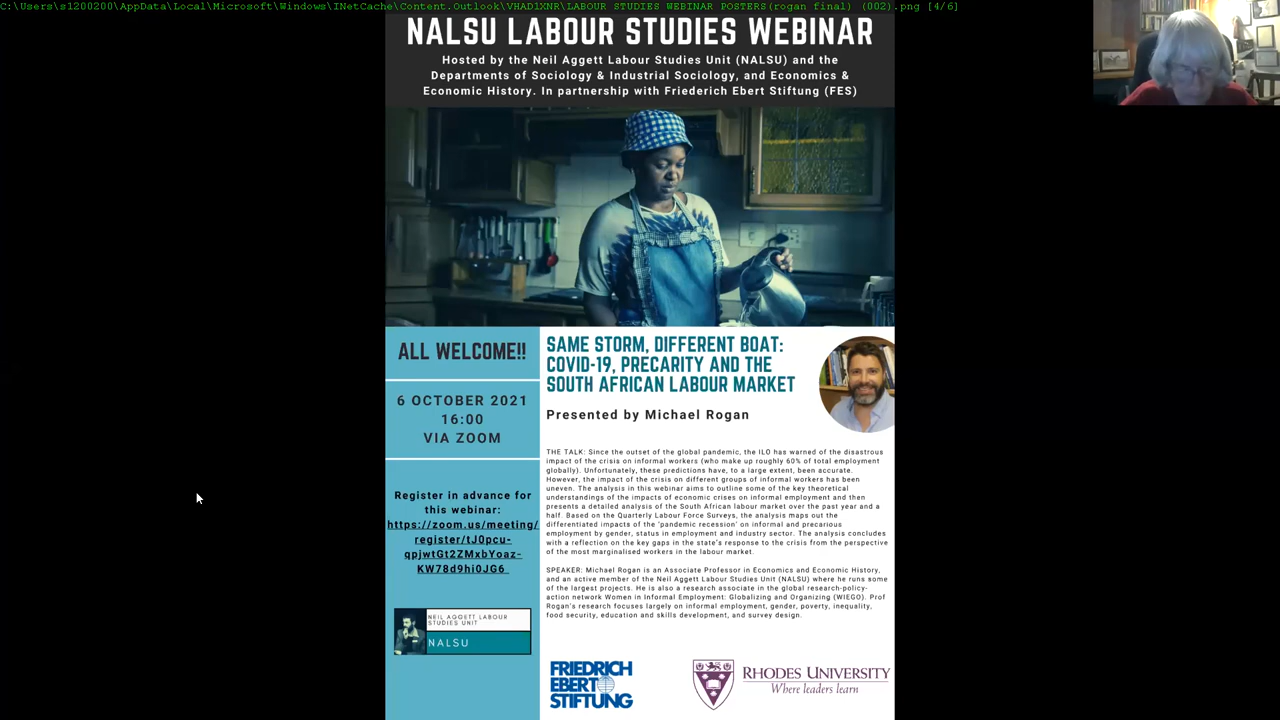 C:\Users\s1200200\AppData\Local\Microsoft\Windows\INetCache\Content.Outlook\VHAD1XNR\LABOUR STUDIES WEBINAR POSTERS(rogan final) (002).png [4/6]
NALSU LABOUR STUDIES WEBINAR
Hosted by the Neil Aggett Labour Studies Unit (NALSU) and the
Departments of Sociology & Industrial Sociology, and Economics &
Economic History. In partnership with Friederich Ebert Stiftung (FES)
ALL WELCOME!!
6 OCTOBER 2021
16:00
VIA ZOOM
Register in advance for
this webinar:
https://zoom.us/meeting/
register/tJ0pcu-
qpjwtGt2ZMxbYoaz-
KW78d9hi0JG6
NEIL AGGETT LABOUR
STUDIES UNIT
NALSU
SAME STORM, DIFFERENT BOAT:
COVID-19, PRECARITY AND THE
SOUTH AFRICAN LABOUR MARKET
Presented by Michael Rogan
THE TALK: Since the outset of the global pandemic, the ILO has warned of the disastrous
impact of the crisis on informal workers (who make up roughly 60% of total employment
globally). Unfortunately, these predictions have, to a large extent, been accurate.
However, the impact of the crisis on different groups of informal workers has been
uneven. The analysis in this webinar aims to outline some of the key theoretical
understandings of the impacts of economic crises on informal employment and then
presents a detailed analysis of the South African labour market over the past year and a
half. Based on the Quarterly Labour Force Surveys, the analysis maps out the
differentiated impacts of the 'pandemic recession' on informal and precarious
employment by gender, status in employment and industry sector. The analysis concludes
with a reflection on the key gaps in the state's response to the crisis from the perspective
of the most marginalised workers in the labour market.
SPEAKER: Michael Rogan is an Associate Professor in Economics and Economic History,
and an active member of the Neil Aggett Labour Studies Unit (NALSU) where he runs some
of the largest projects. He is also a research associate in the global research-policy-
action network Women in Informal Employment: Globalizing and Organizing (WIEGO). Prof
Rogan's research focuses largely on informal employment, gender, poverty, inequality,
food security, education and skills development, and survey design.
FRIEDRICH
EBERT
STIFTUNG
RHODES UNIVERSITY
Where leaders learn